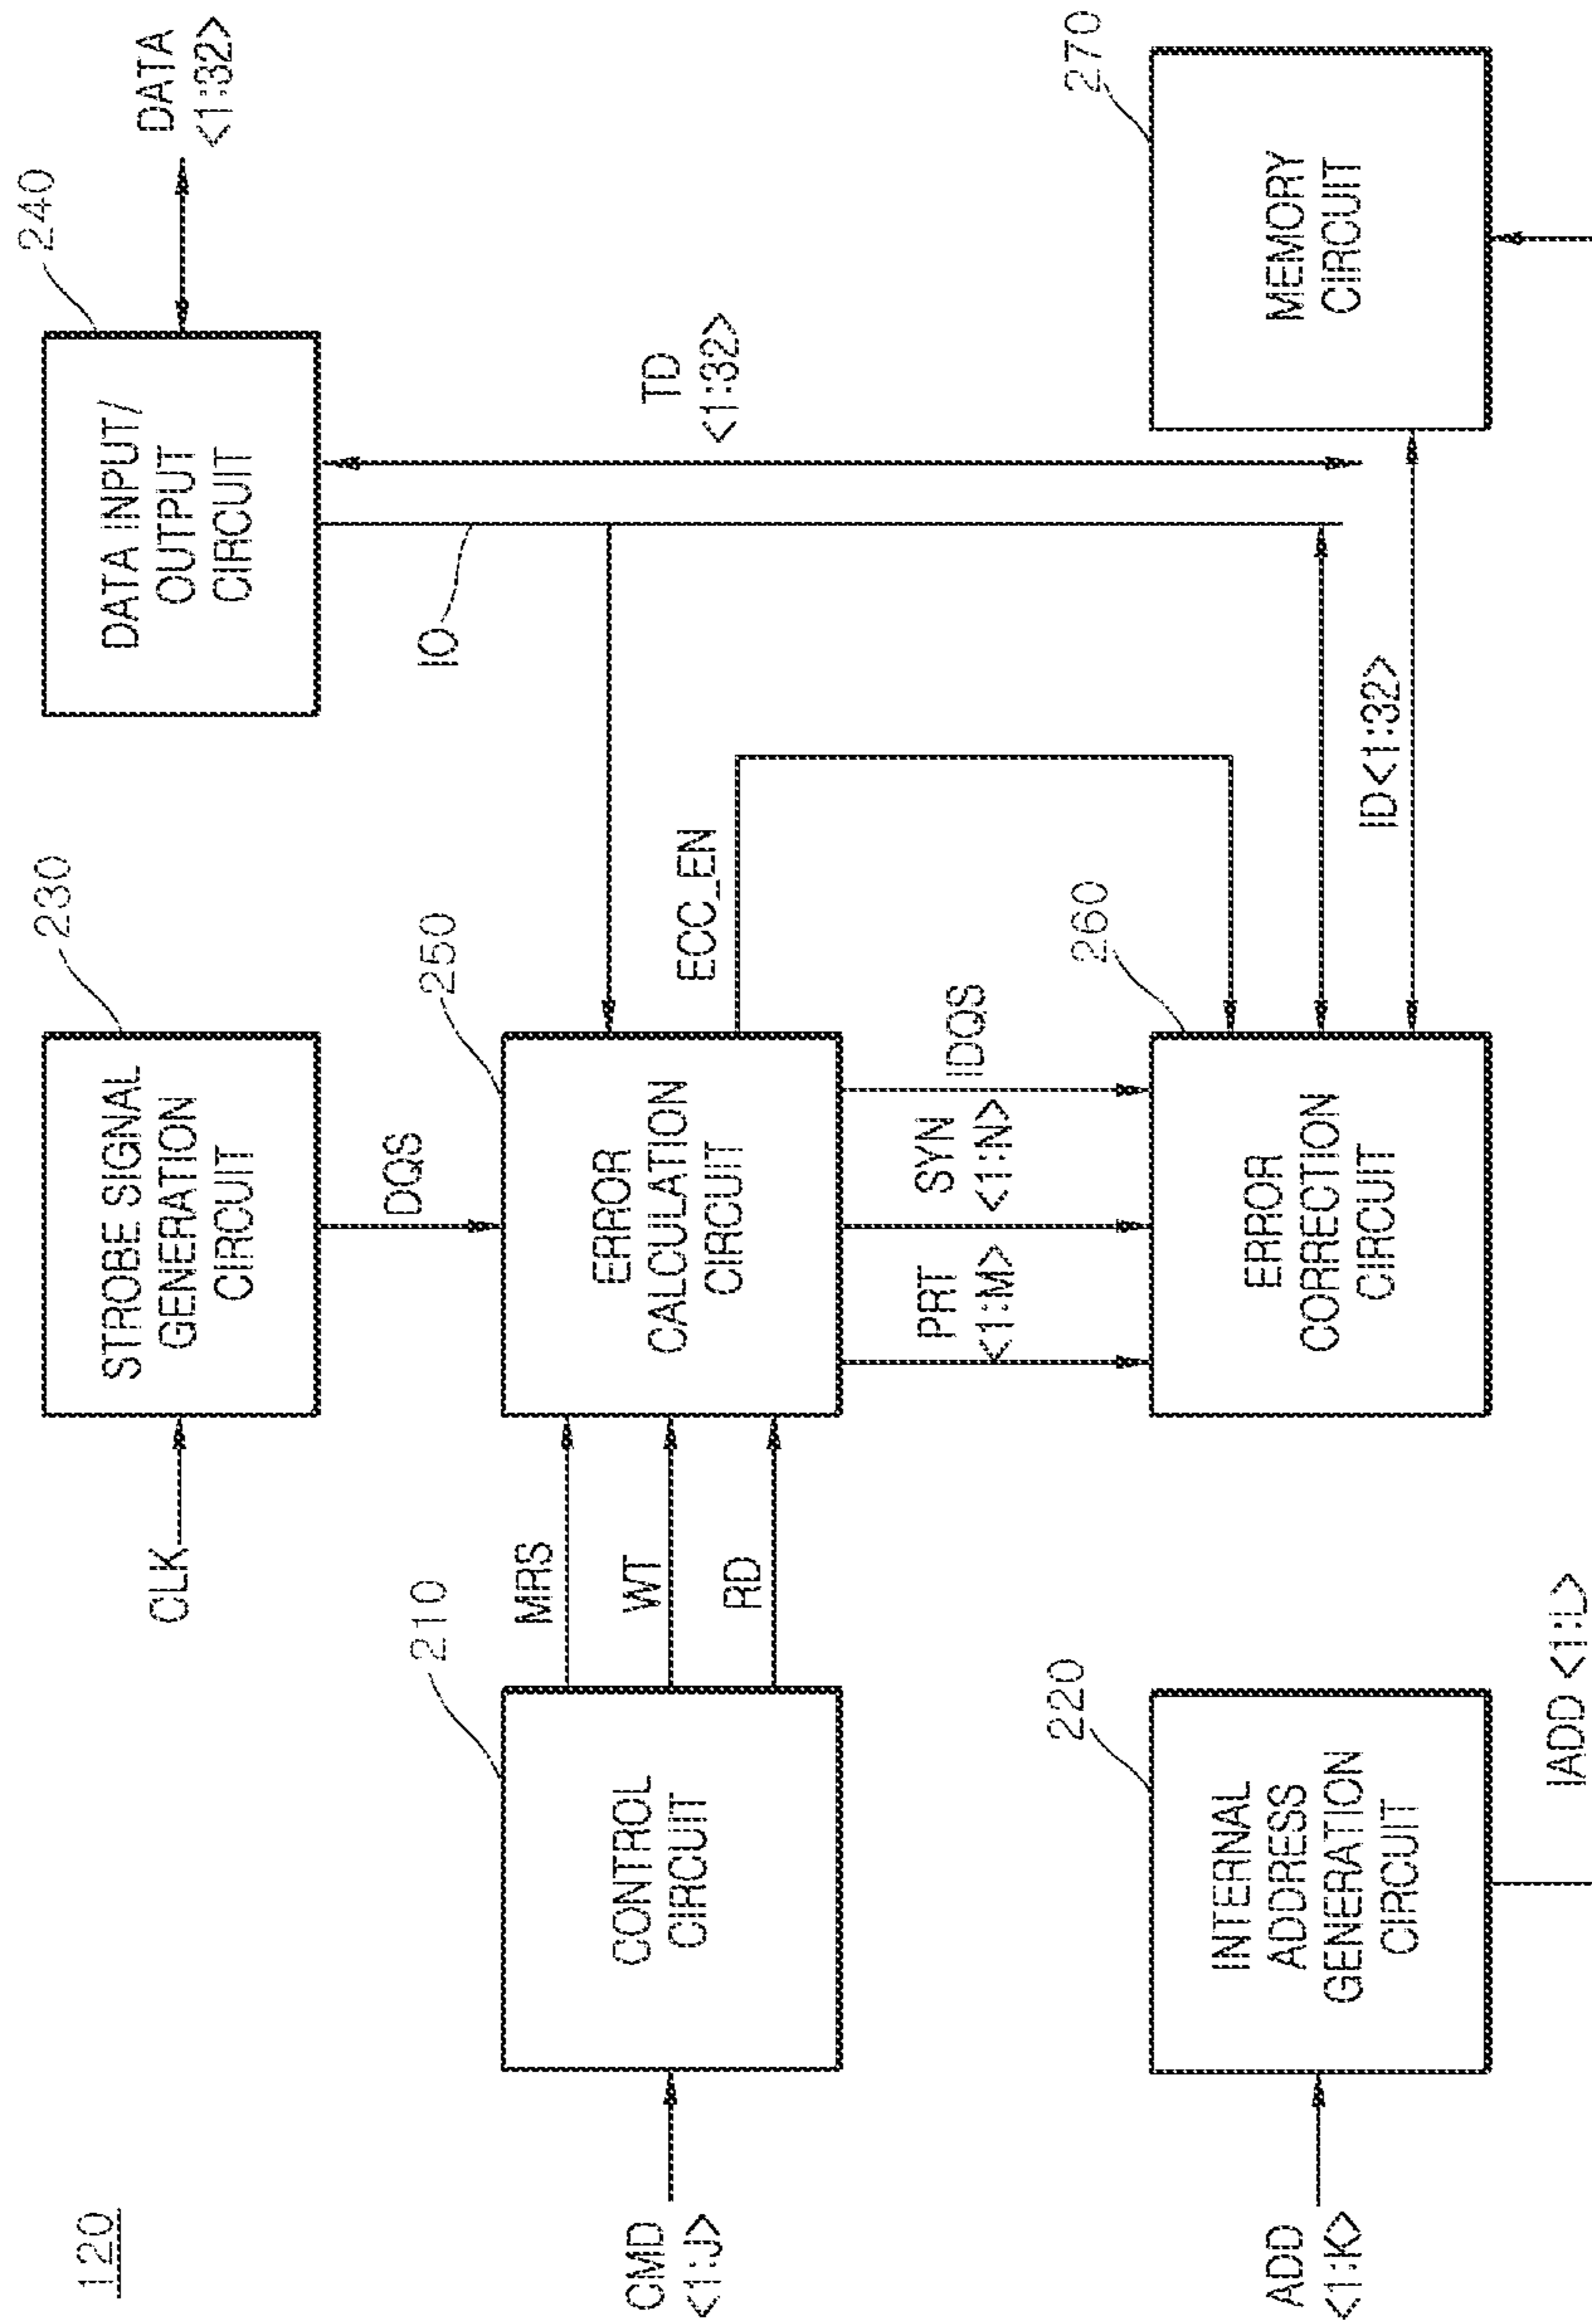 120
CLK
STROBE SIGNAL
GENERATION
CIRCUIT
230
DATA INPUT/
OUTPUT
CIRCUIT
240
DATA
<1:32>
DQS
IO
TD
<1:32>
CMD
<1:J>
CONTROL
CIRCUIT
210
MRS
WT
RD
ERROR
CALCULATION
CIRCUIT
250
ECC_EN
PRT
<1:M>
SYN
<1:N>
IDQS
ADD
<1:K>
INTERNAL
ADDRESS
GENERATION
CIRCUIT
220
ERROR
CORRECTION
CIRCUIT
260
ID<1:32>
MEMORY
CIRCUIT
270
IADD <1:L>